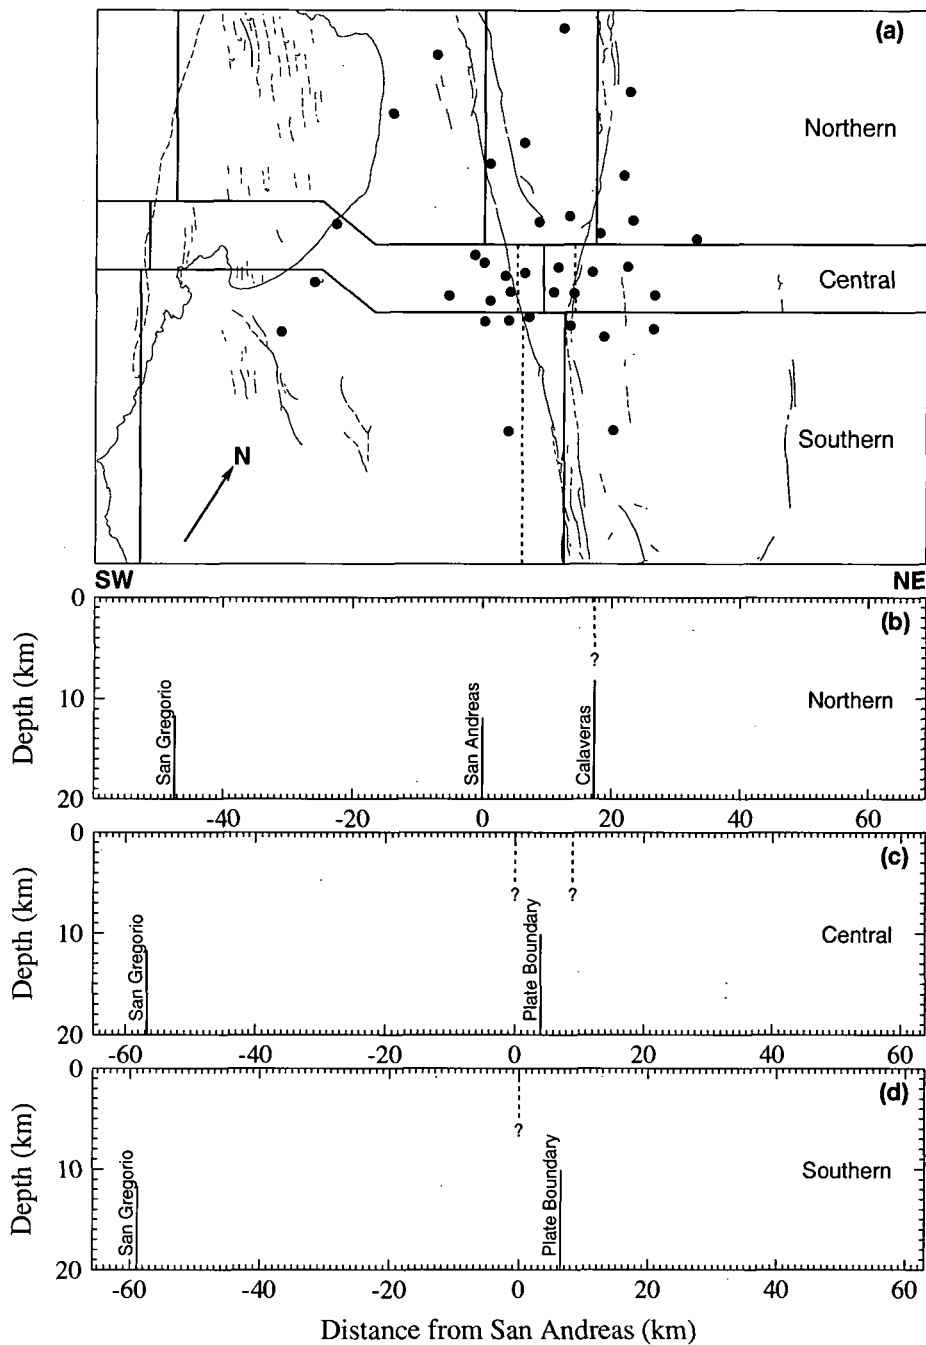 (a)
Northern
Central
Southern
N
SW NE
0
10
20
Depth (km)
(b)
Northern
San Gregorio
San Andreas
Calaveras
?
-40 -20 0 20 40 60
0
10
20
Depth (km)
(c)
Central
San Gregorio
Plate Boundary
? ?
-60 -40 -20 0 20 40 60
0
10
20
Depth (km)
(d)
Southern
San Gregorio
Plate Boundary
?
-60 -40 -20 0 20 40 60
Distance from San Andreas (km)